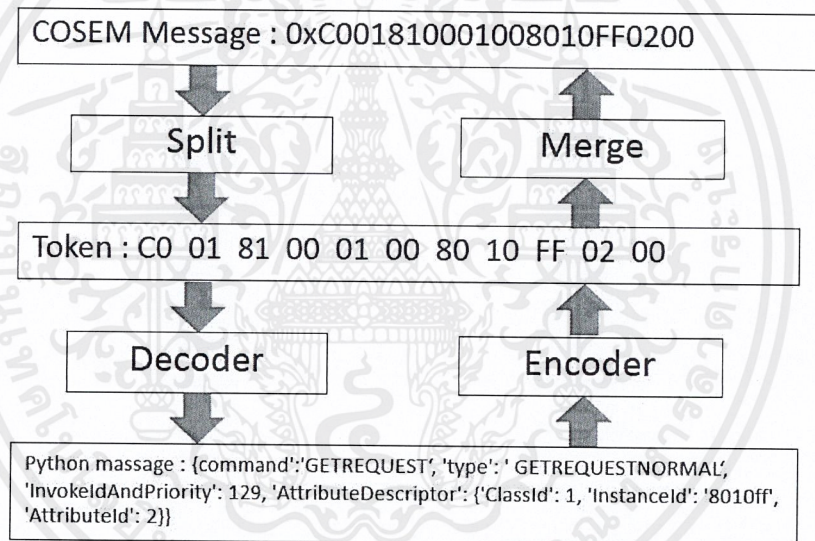 COSEM Message : 0xC001810001008010FF0200
Split
Merge
Token : C0 01 81 00 01 00 80 10 FF 02 00
Decoder
Encoder
Python massage : {command':'GETREQUEST', 'type': ' GETREQUESTNORMAL',
'InvokeIdAndPriority': 129, 'AttributeDescriptor': {'ClassId': 1, 'InstanceId': '8010ff',
'AttributeId': 2}}